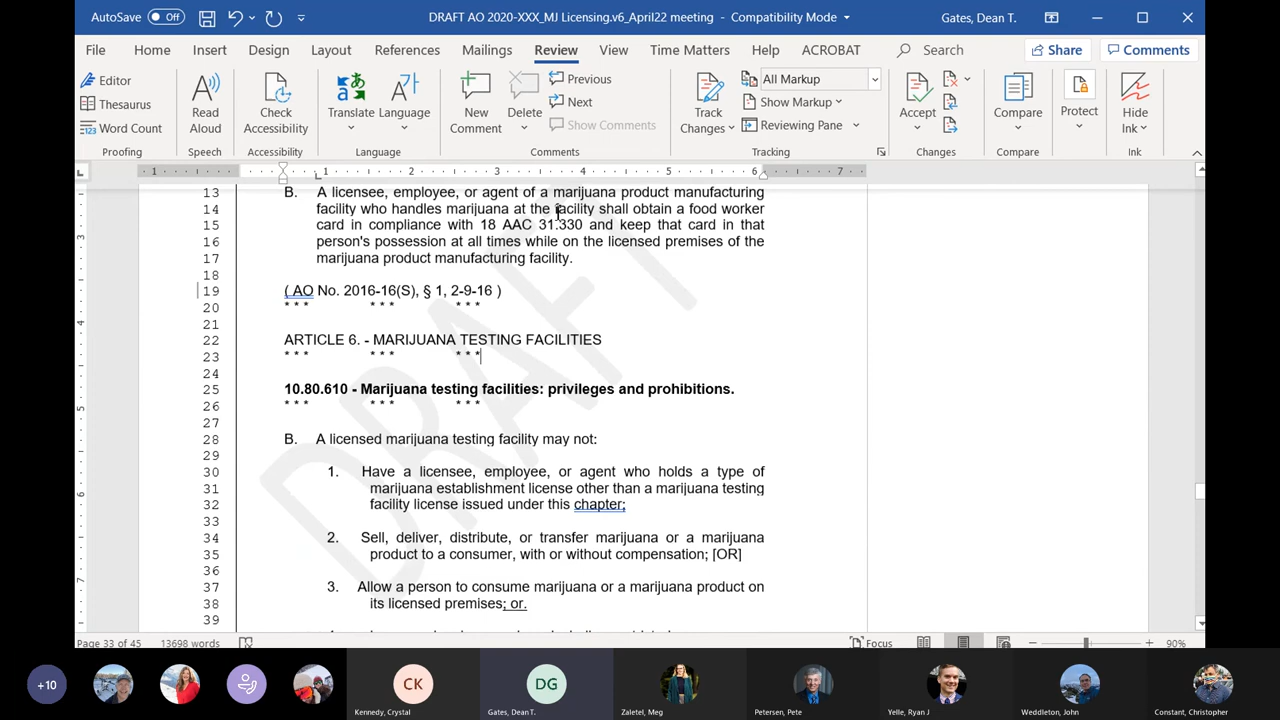 AutoSave Off DRAFT AO 2020-XXX_MJ Licensing.v6_April22 meeting - Compatibility Mode Gates, Dean T.
File Home Insert Design Layout References Mailings Review View Time Matters Help ACROBAT Search Share Comments
Editor
Thesaurus
Word Count
Proofing
Read Aloud
Speech
Check Accessibility
Accessibility
Translate Language
Language
New Comment
Delete
Previous
Next
Show Comments
Comments
Track Changes
All Markup
Show Markup
Reviewing Pane
Tracking
Accept
Changes
Compare
Compare
Protect
Hide Ink
Ink
1 1 2 3 4 5 6 7
13 B. A licensee, employee, or agent of a marijuana product manufacturing
14 facility who handles marijuana at the facility shall obtain a food worker
15 card in compliance with 18 AAC 31.330 and keep that card in that
16 person's possession at all times while on the licensed premises of the
17 marijuana product manufacturing facility.
18
19 ( AO No. 2016-16(S), § 1, 2-9-16 )
20 * * * * * * * * *
21
22 ARTICLE 6. - MARIJUANA TESTING FACILITIES
23 * * * * * * * * *
24
25 10.80.610 - Marijuana testing facilities: privileges and prohibitions.
26 * * * * * * * * *
27
28 B. A licensed marijuana testing facility may not:
29
30 1. Have a licensee, employee, or agent who holds a type of
31 marijuana establishment license other than a marijuana testing
32 facility license issued under this chapter;
33
34 2. Sell, deliver, distribute, or transfer marijuana or a marijuana
35 product to a consumer, with or without compensation; [OR]
36
37 3. Allow a person to consume marijuana or a marijuana product on
38 its licensed premises; or.
39
DRAFT
4
5
6
7
Page 33 of 45 13698 words Focus 90%
+10 CK DG
Kennedy, Crystal Gates, Dean T. Zaletel, Meg Petersen, Pete Yelle, Ryan J Weddleton, John Constant, Christopher